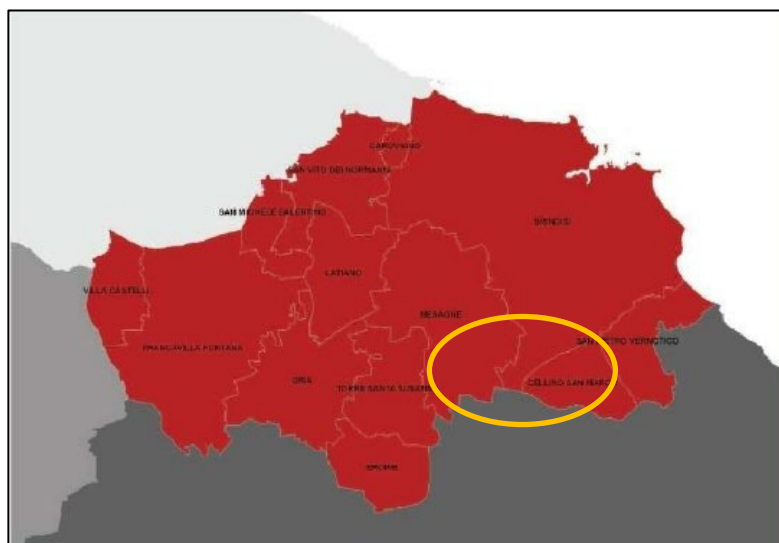 CAROVIGNO
SAN VITO DEI NORMANNI
SAN MICHELE SALENTINO
BRINDISI
LATIANO
VILLA CASTELLI
MESAGNE
SAN PIETRO VERNOTICO
FRANCAVILLA FONTANA
ORIA
TORRE SANTA SUSANNA
CELLINO SAN MARCO
ERCHIE